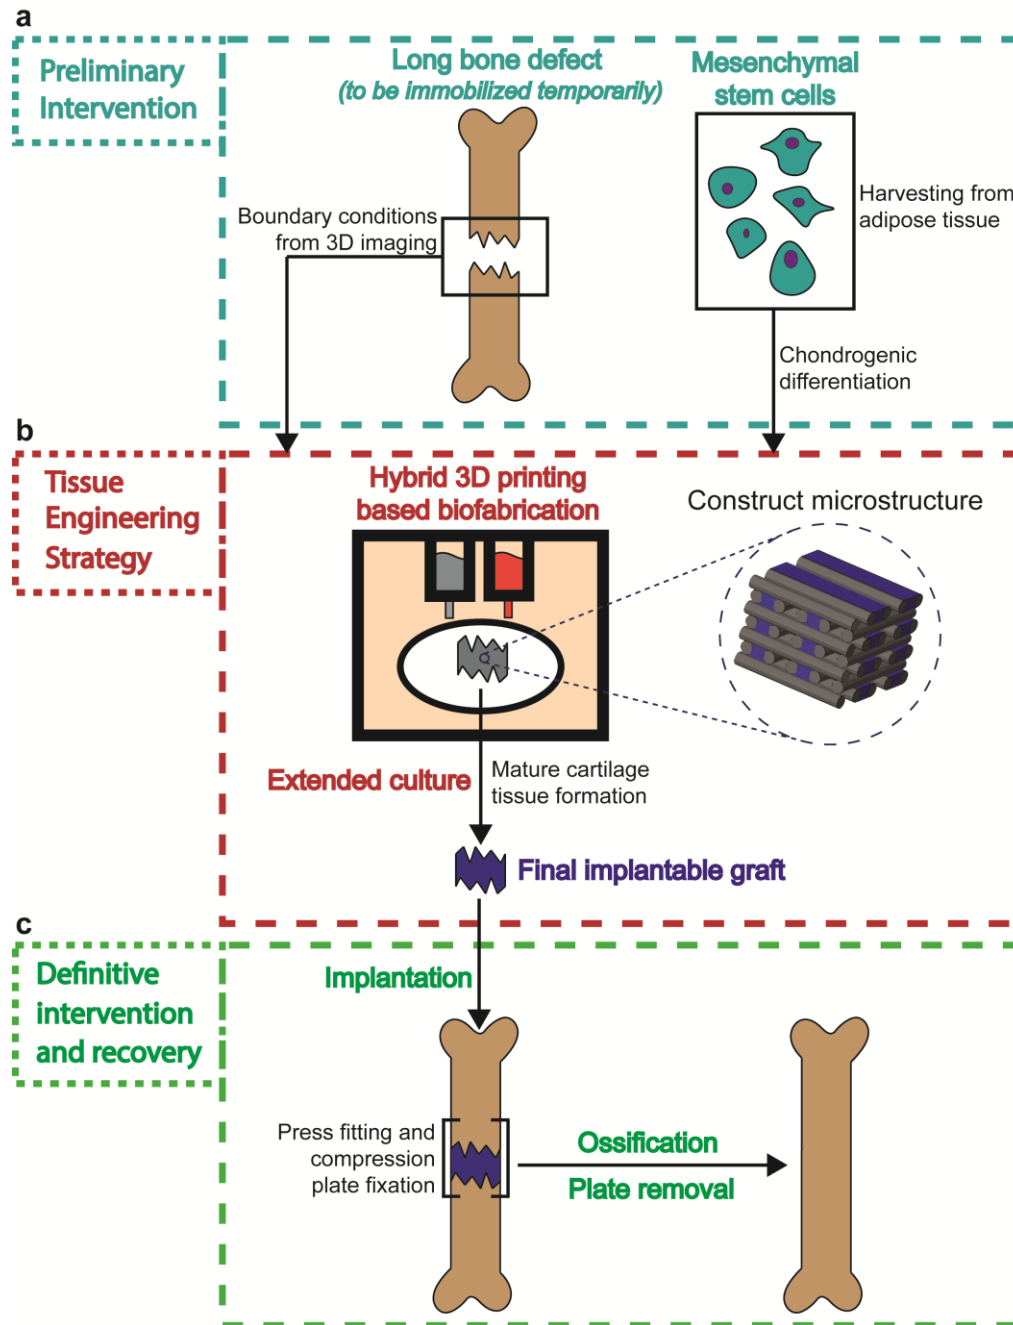 a
Preliminary
Intervention
Long bone defect
(to be immobilized temporarily)
Mesenchymal
stem cells
Boundary conditions
from 3D imaging
Harvesting from
adipose tissue
Chondrogenic
differentiation
b
Tissue
Engineering
Strategy
Hybrid 3D printing
based biofabrication
Construct microstructure
Extended culture
Mature cartilage
tissue formation
Final implantable graft
c
Definitive
intervention
and recovery
Implantation
Press fitting and
compression
plate fixation
Ossification
Plate removal